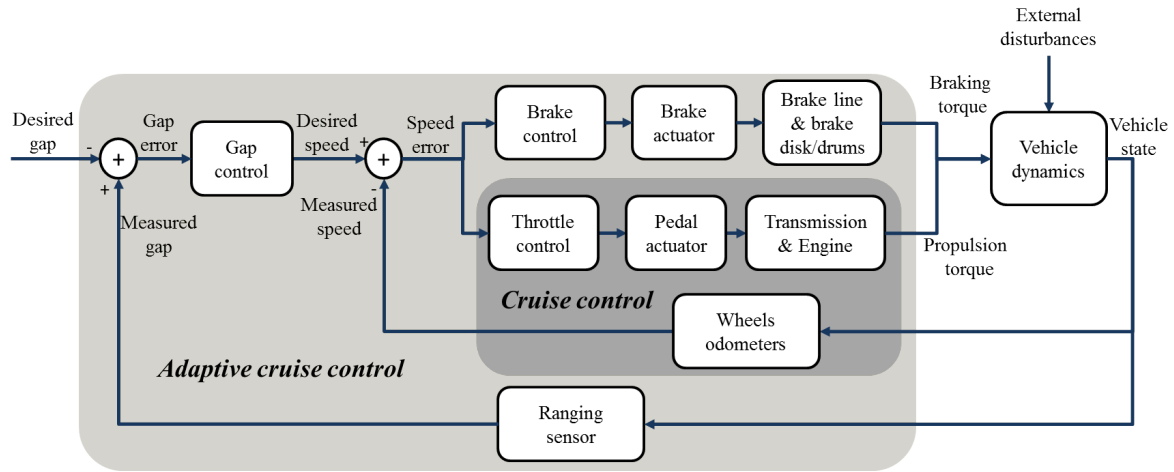 External
disturbances
Desired
gap
-
+
+
Gap
error
Gap
control
Desired
speed
+
+
-
Speed
error
Brake
control
Brake
actuator
Brake line
& brake
disk/drums
Braking
torque
Vehicle
dynamics
Vehicle
state
Measured
gap
Measured
speed
Throttle
control
Pedal
actuator
Transmission
& Engine
Propulsion
torque
Cruise control
Wheels
odometers
Adaptive cruise control
Ranging
sensor